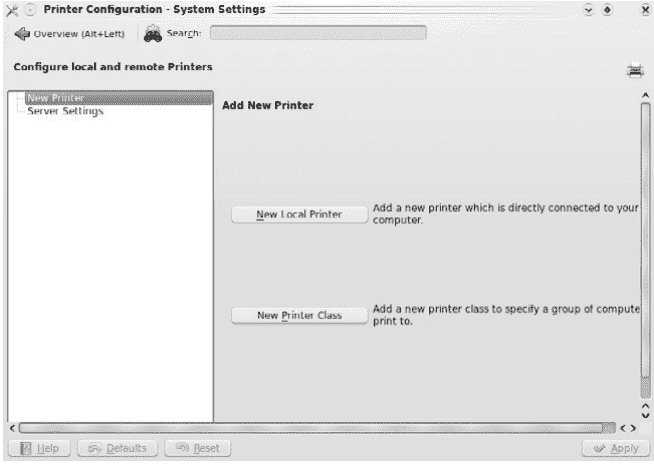 Printer Configuration - System Settings
Overview (Alt+Left) Search:
Configure local and remote Printers
New Printer
Server Settings
Add New Printer
New Local Printer
Add a new printer which is directly connected to your
computer.
New Printer Class
Add a new printer class to specify a group of compute
print to.
Help Defaults Reset Apply